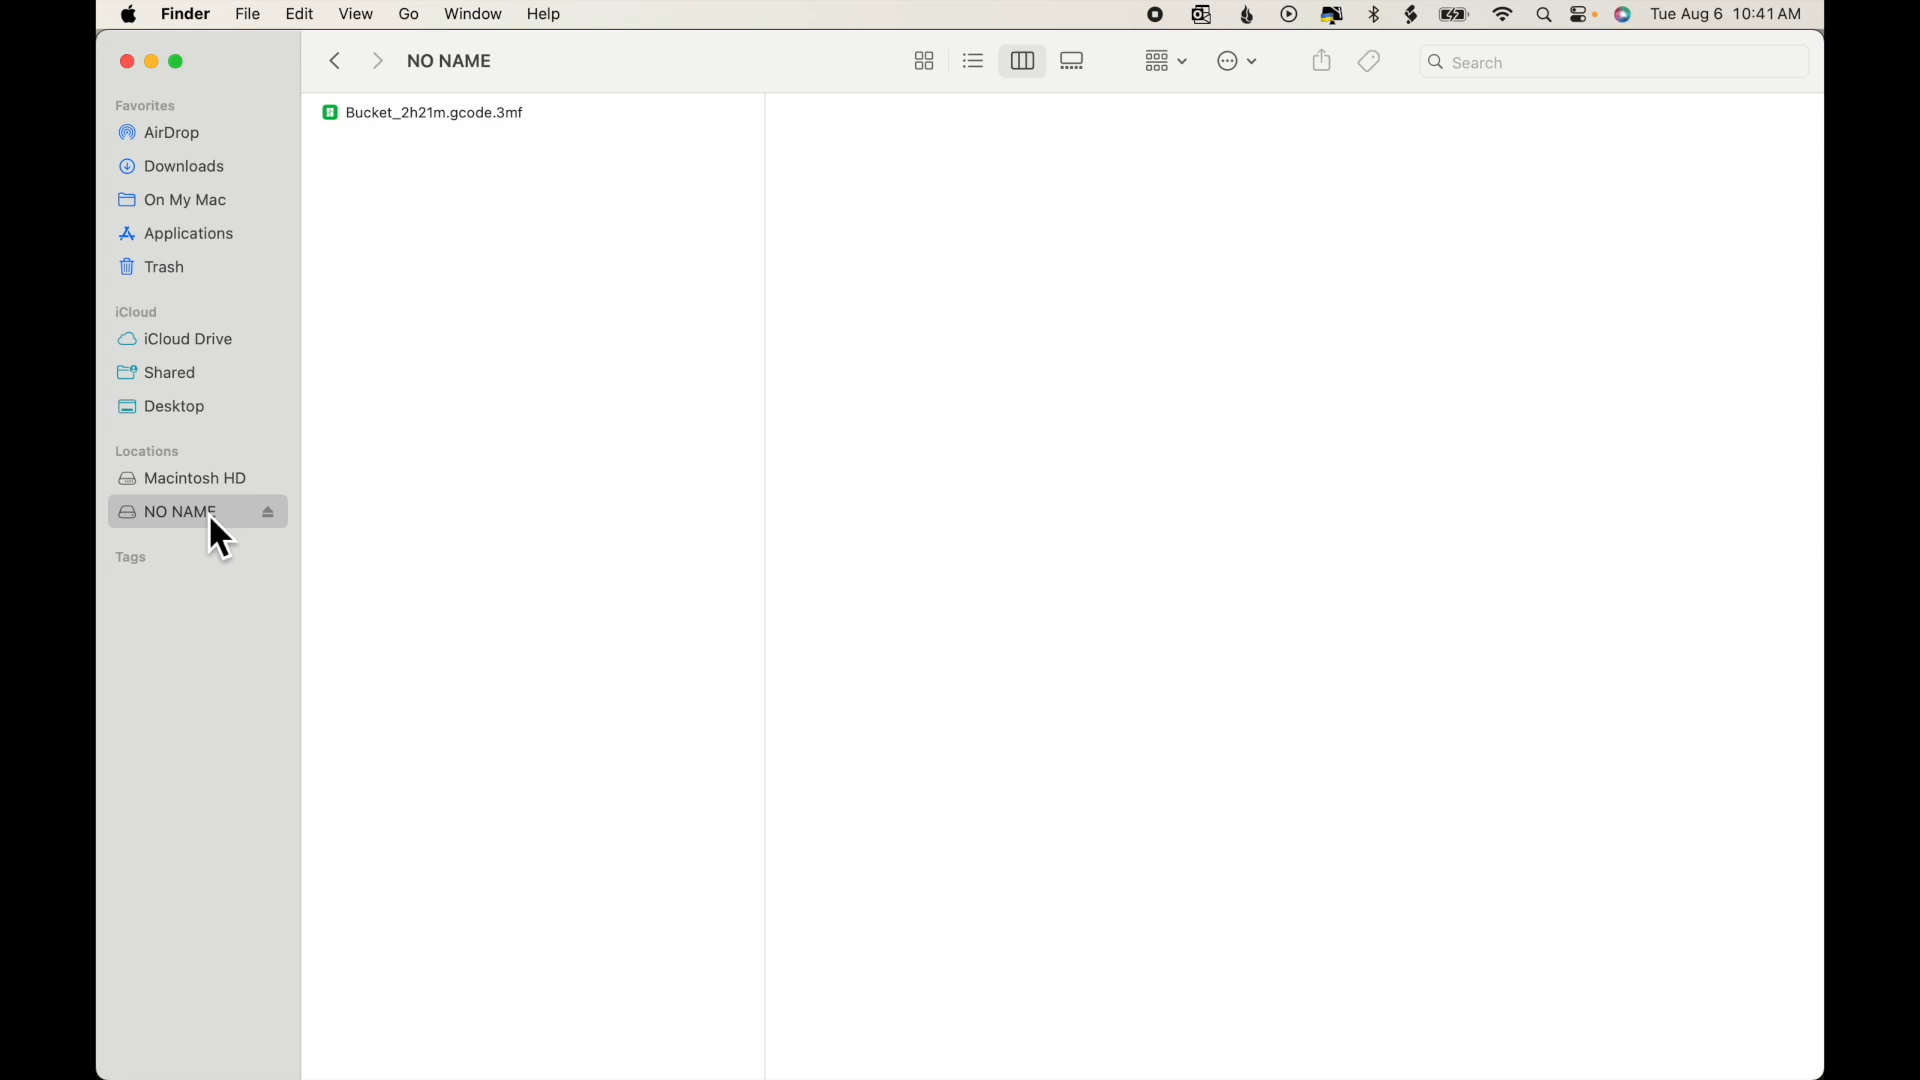 Finder File Edit View Go Window Help Tue Aug 6 10:41 AM
NO NAME
Search
Favorites
AirDrop
Downloads
On My Mac
Applications
Trash
iCloud
iCloud Drive
Shared
Desktop
Locations
Macintosh HD
NO NAME
Tags
Bucket_2h21m.gcode.3mf